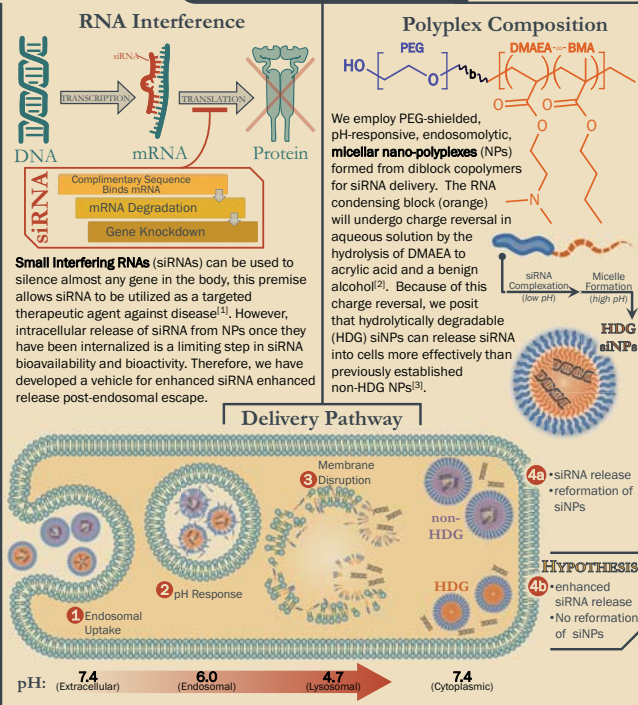 RNA Interference
siRNA
TRANSCRIPTION
TRANSLATION
DNA
mRNA
Protein
siRNA
Complimentary Sequence
Binds mRNA
mRNA Degradation
Gene Knockdown
Small Interfering RNAs (siRNAs) can be used to
silence almost any gene in the body, this premise
allows siRNA to be utilized as a targeted
therapeutic agent against disease[1]. However,
intracellular release of siRNA from NPs once they
have been internalized is a limiting step in siRNA
bioavailability and bioactivity. Therefore, we have
developed a vehicle for enhanced siRNA enhanced
release post-endosomal escape.
Polyplex Composition
PEG
DMAEA-co-BMA
HO
O
b
O
O
O
O
N
We employ PEG-shielded,
pH-responsive, endosomolytic,
micellar nano-polyplexes (NPs)
formed from diblock copolymers
for siRNA delivery. The RNA
condensing block (orange)
will undergo charge reversal in
aqueous solution by the
hydrolysis of DMAEA to
acrylic acid and a benign
alcohol[2]. Because of this
charge reversal, we posit
that hydrolytically degradable
(HDG) siNPs can release siRNA
into cells more effectively than
previously established
non-HDG NPs[3].
siRNA
Complexation
(low pH)
Micelle
Formation
(high pH)
HDG
siNPs
Delivery Pathway
1 Endosomal
Uptake
2 pH Response
3 Membrane
Disruption
non-
HDG
HDG
4a •siRNA release
•reformation of
siNPs
HYPOTHESIS
4b •enhanced
siRNA release
•No reformation
of siNPs
pH:
7.4
(Extracellular)
6.0
(Endosomal)
4.7
(Lysosomal)
7.4
(Cytoplasmic)